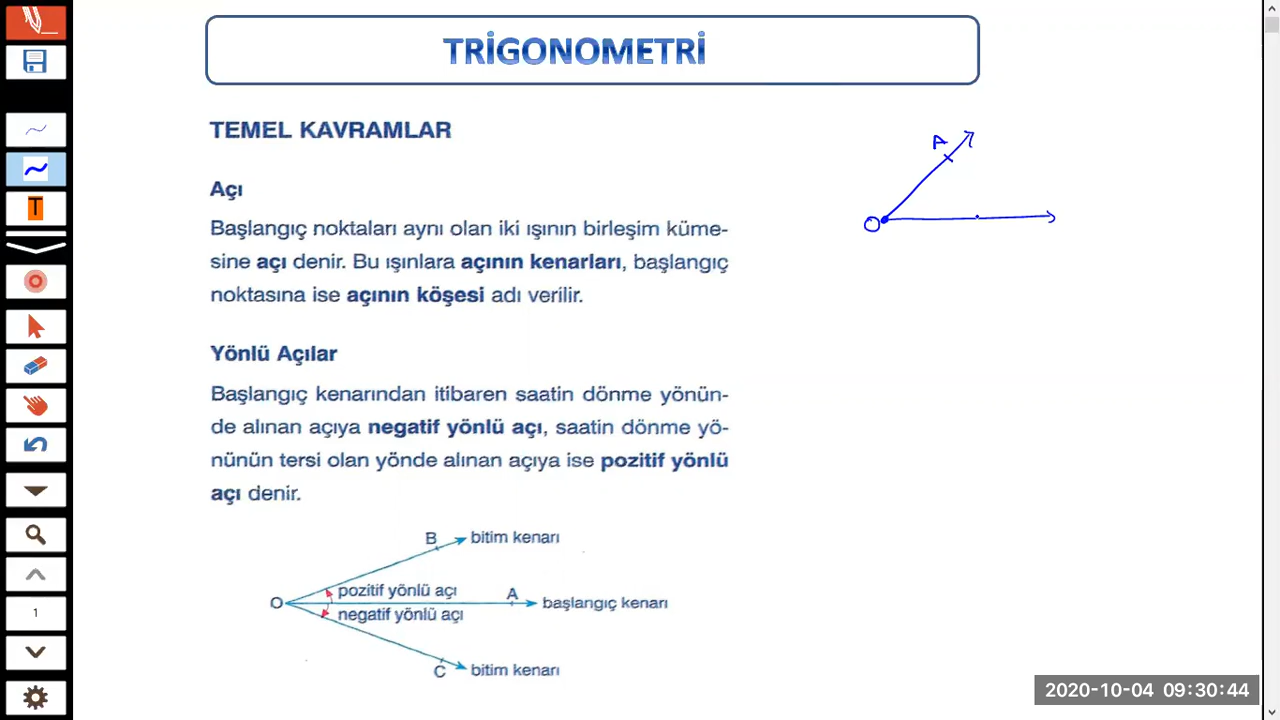 TRİGONOMETRİ
TEMEL KAVRAMLAR
Açı
Başlangıç noktaları aynı olan iki ışının birleşim küme-
sine açı denir. Bu ışınlara açının kenarları, başlangıç
noktasına ise açının köşesi adı verilir.
Yönlü Açılar
Başlangıç kenarından itibaren saatin dönme yönün-
de alınan açıya negatif yönlü açı, saatin dönme yö-
nünün tersi olan yönde alınan açıya ise pozitif yönlü
açı denir.
B bitim kenarı
pozitif yönlü açı
O A başlangıç kenarı
negatif yönlü açı
C bitim kenarı
A
O
T
1
2020-10-04 09:30:44